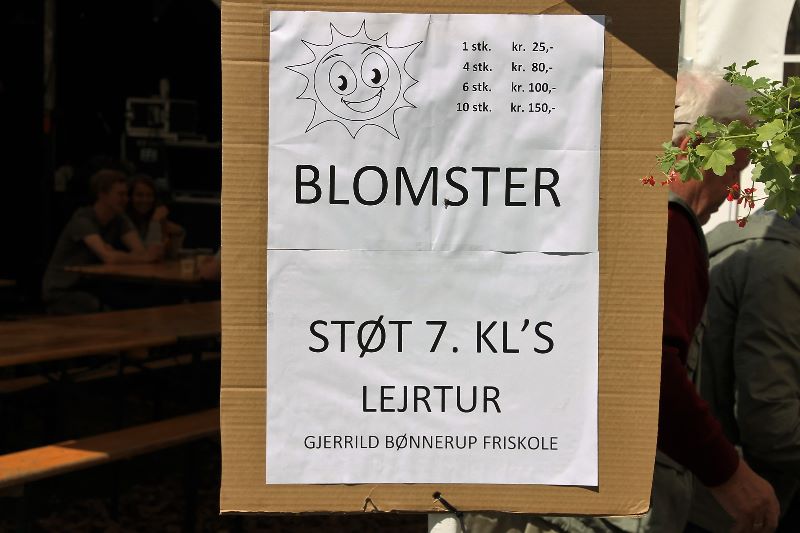 1 stk. kr. 25,-
4 stk. kr. 80,-
6 stk. kr. 100,-
10 stk. kr. 150,-
BLOMSTER
STØT 7. KL'S
LEJRTUR
GJERRILD BØNNERUP FRISKOLE